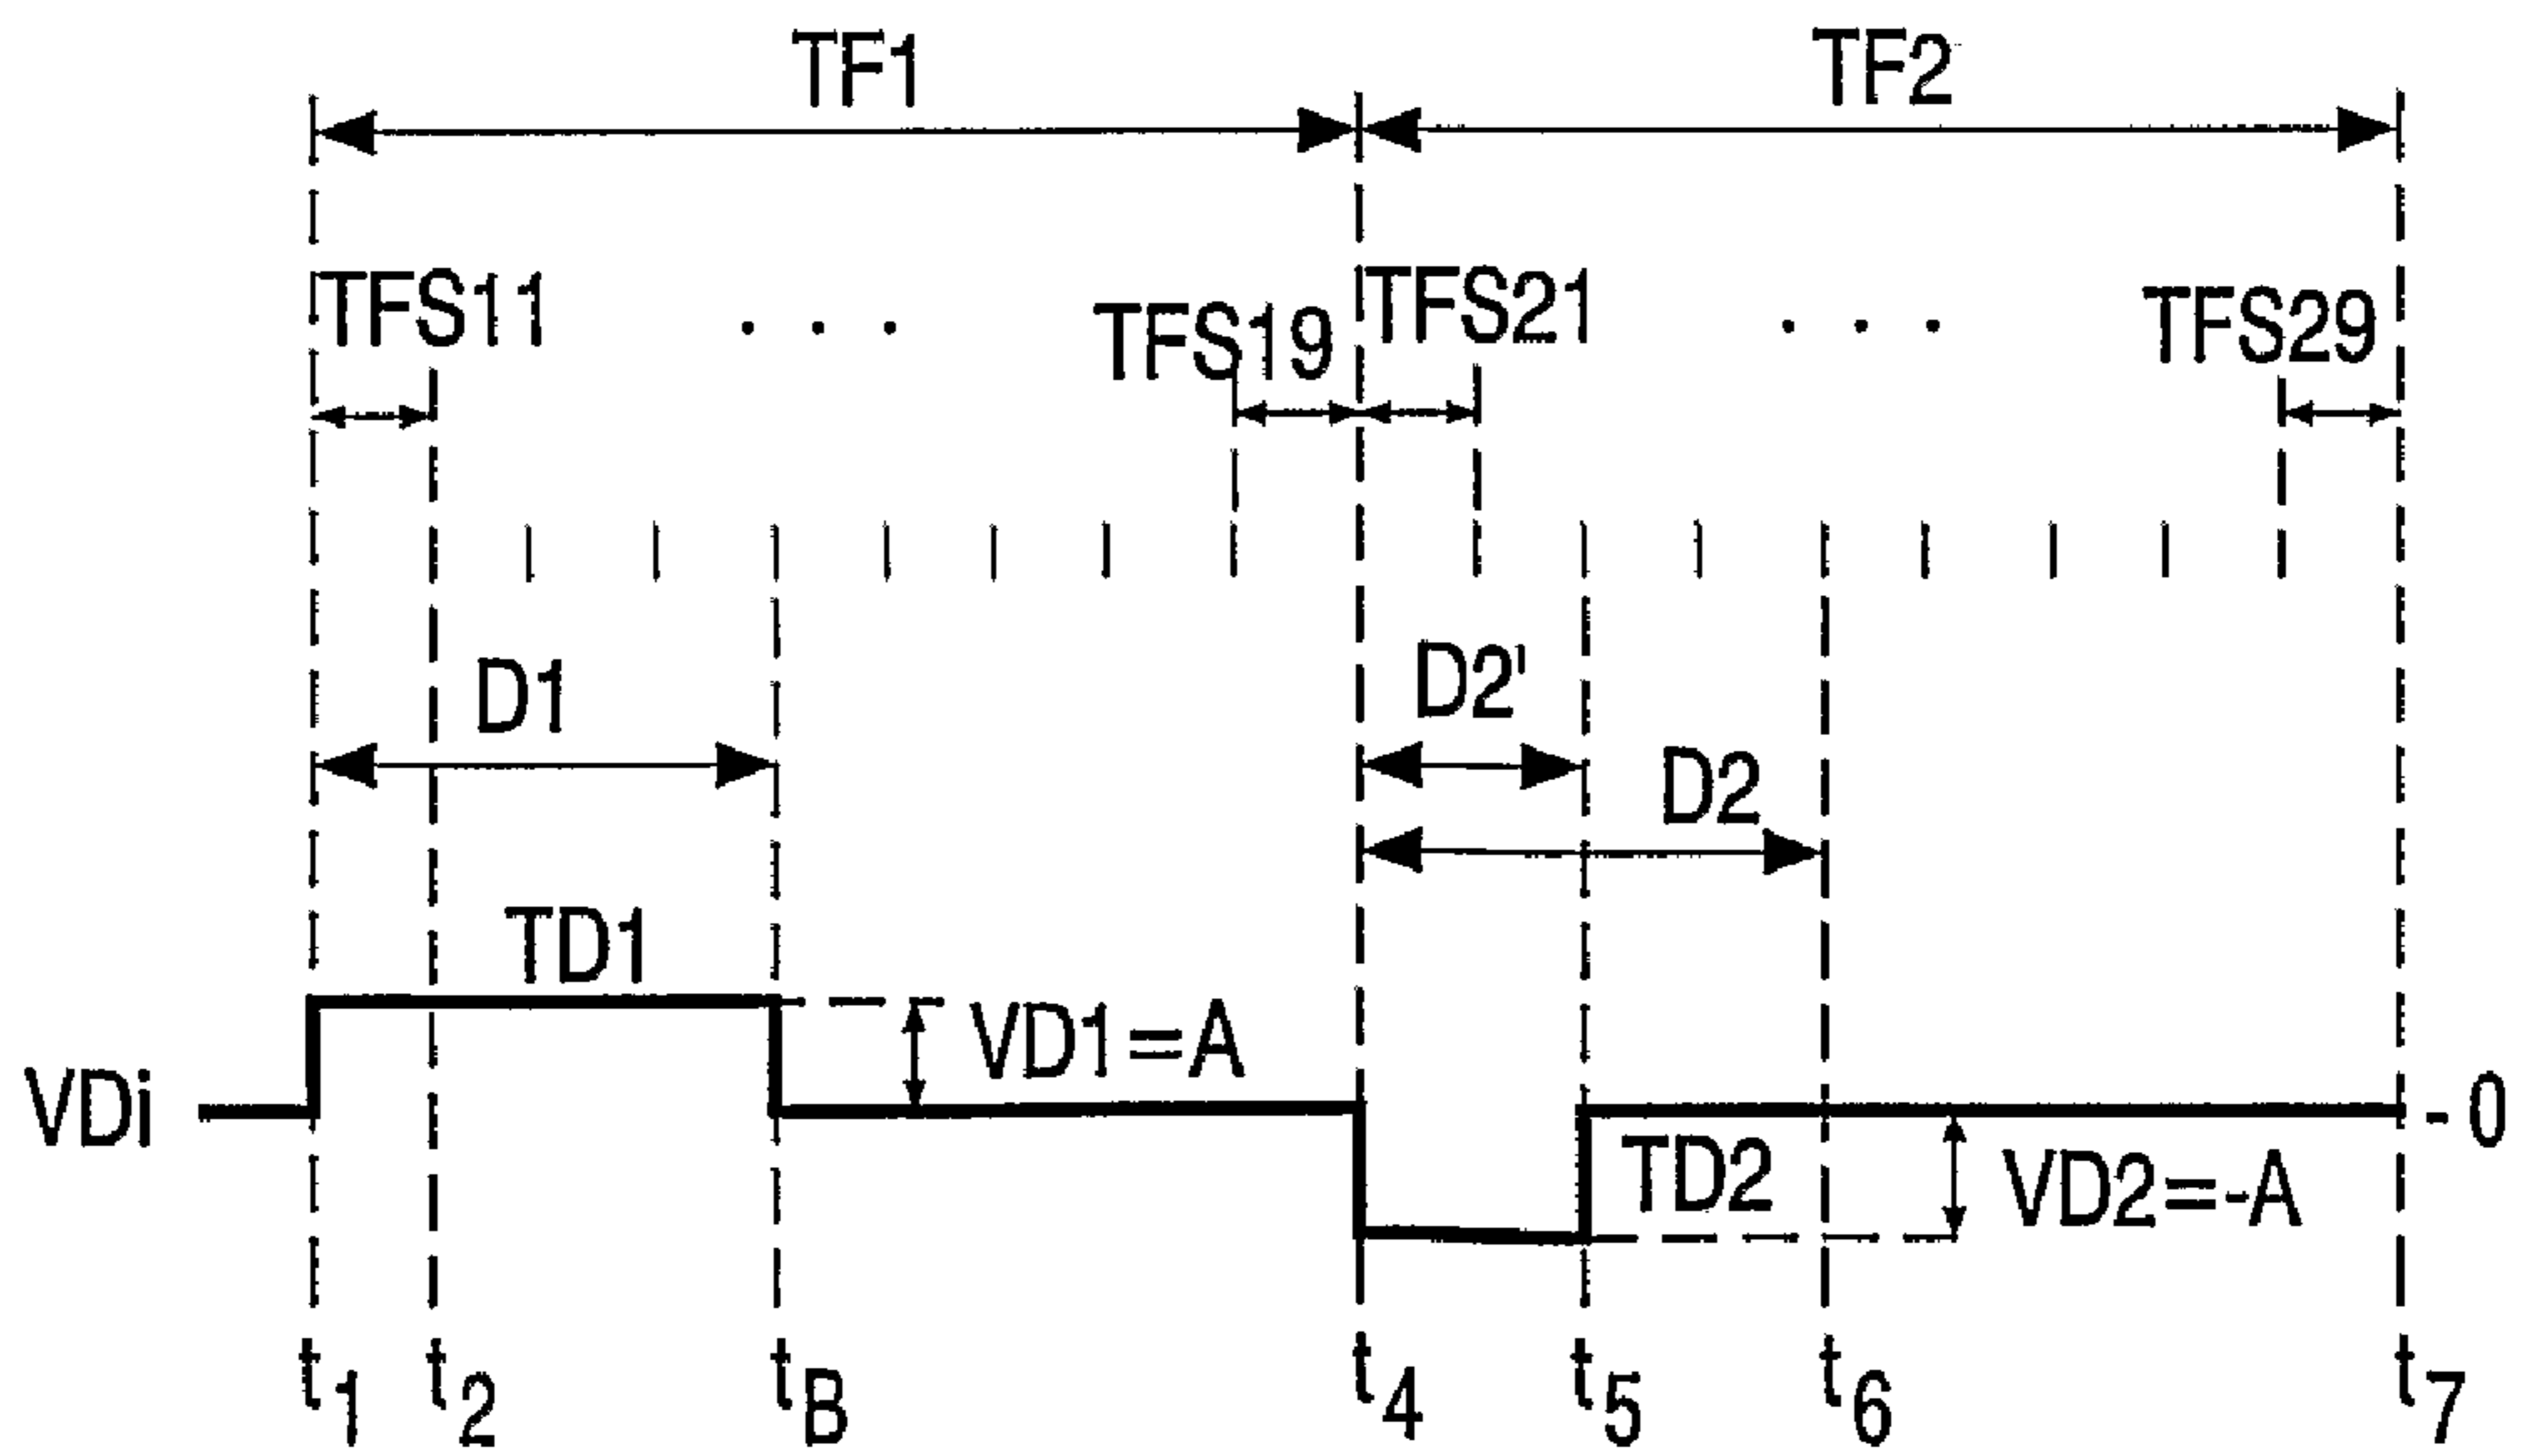 TF1
TF2
TFS11
. . .
TFS19
TFS21
. . .
TFS29
D1
D2'
D2
TD1
VD1=A
VDi
- 0
TD2
VD2=-A
t1
t2
tB
t4
t5
t6
t7